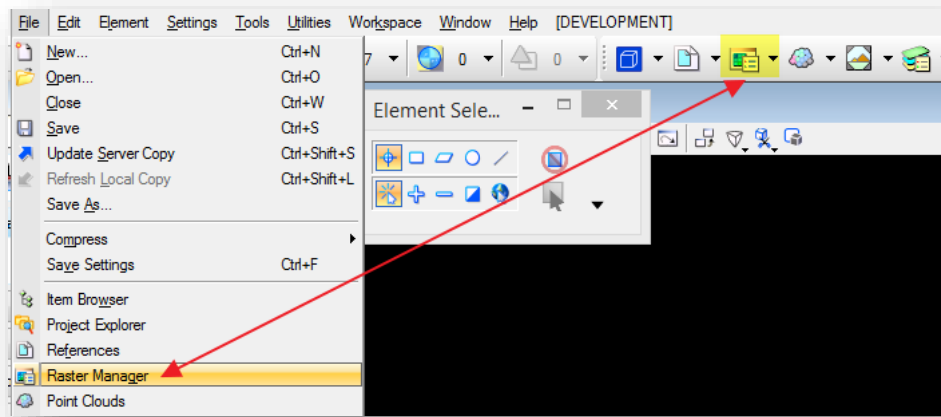 File Edit Element Settings Tools Utilities Workspace Window Help [DEVELOPMENT]
New... Ctrl+N
Open... Ctrl+O
Close Ctrl+W
Save Ctrl+S
Update Server Copy Ctrl+Shift+S
Refresh Local Copy Ctrl+Shift+L
Save As...
Compress
Save Settings Ctrl+F
Item Browser
Project Explorer
References
Raster Manager
Point Clouds
7 0 0
Element Sele...